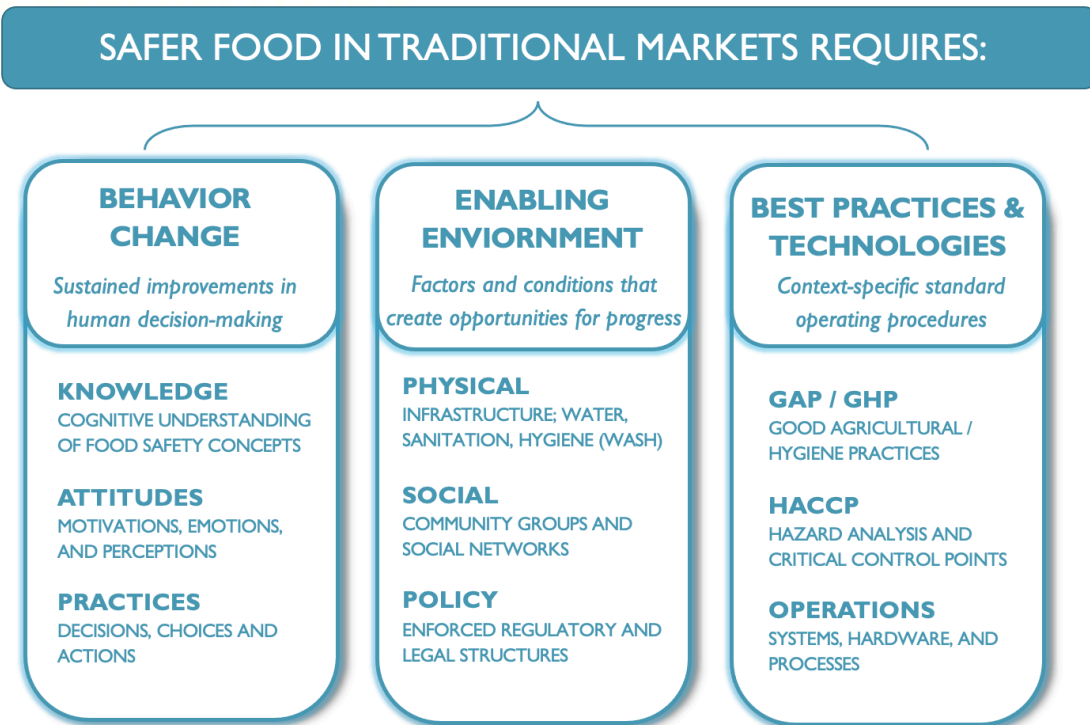 SAFER FOOD IN TRADITIONAL MARKETS REQUIRES:
BEHAVIOR
CHANGE
Sustained improvements in
human decision-making
KNOWLEDGE
COGNITIVE UNDERSTANDING
OF FOOD SAFETY CONCEPTS
ATTITUDES
MOTIVATIONS, EMOTIONS,
AND PERCEPTIONS
PRACTICES
DECISIONS, CHOICES AND
ACTIONS
ENABLING
ENVIORNMENT
Factors and conditions that
create opportunities for progress
PHYSICAL
INFRASTRUCTURE; WATER,
SANITATION, HYGIENE (WASH)
SOCIAL
COMMUNITY GROUPS AND
SOCIAL NETWORKS
POLICY
ENFORCED REGULATORY AND
LEGAL STRUCTURES
BEST PRACTICES &
TECHNOLOGIES
Context-specific standard
operating procedures
GAP / GHP
GOOD AGRICULTURAL /
HYGIENE PRACTICES
HACCP
HAZARD ANALYSIS AND
CRITICAL CONTROL POINTS
OPERATIONS
SYSTEMS, HARDWARE, AND
PROCESSES